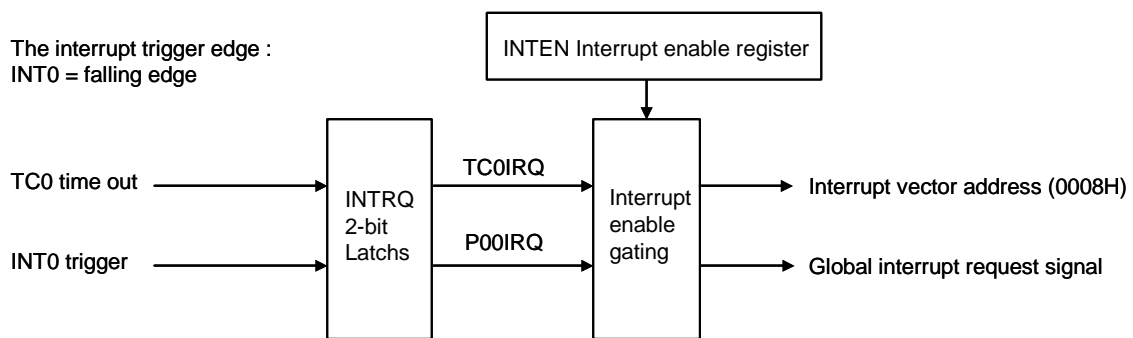 The interrupt trigger edge :
INT0 = falling edge
INTEN Interrupt enable register
TC0 time out
INT0 trigger
INTRQ
2-bit
Latchs
TC0IRQ
P00IRQ
Interrupt
enable
gating
Interrupt vector address (0008H)
Global interrupt request signal